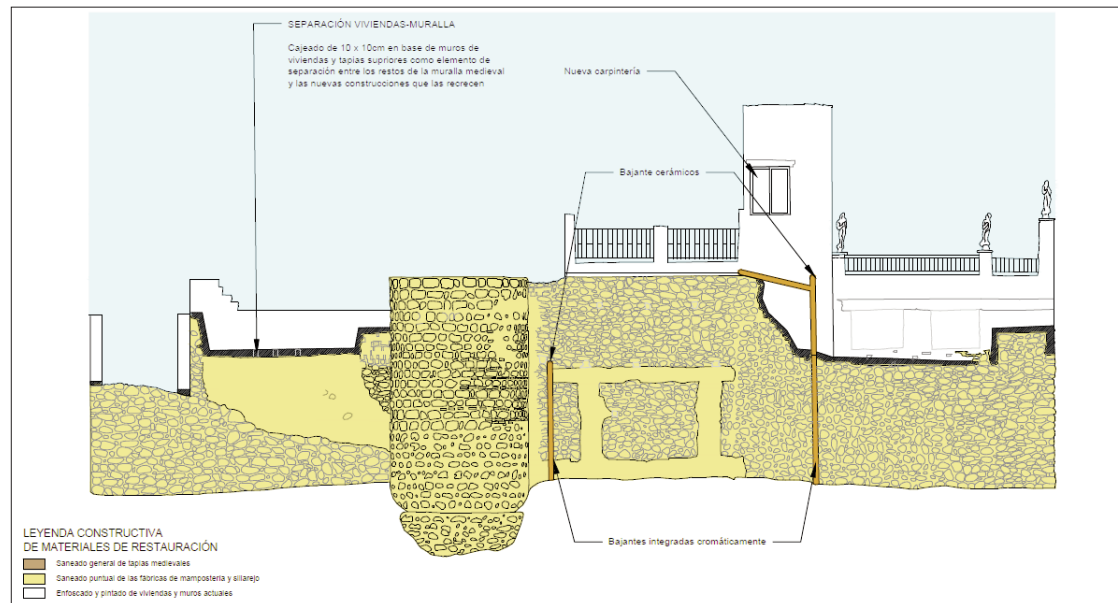 SEPARACIÓN VIVIENDAS-MURALLA
Cajeado de 10 x 10cm en base de muros de
viviendas y tapias supriores como elemento de
separación entre los restos de la muralla medieval
y las nuevas construcciones que las recrecen
Nueva carpintería
Bajante cerámicos
Bajantes integradas cromáticamente
LEYENDA CONSTRUCTIVA
DE MATERIALES DE RESTAURACIÓN
Saneado general de tapias medievales
Saneado puntual de las fábricas de mampostería y sillarejo
Enfoscado y pintado de viviendas y muros actuales